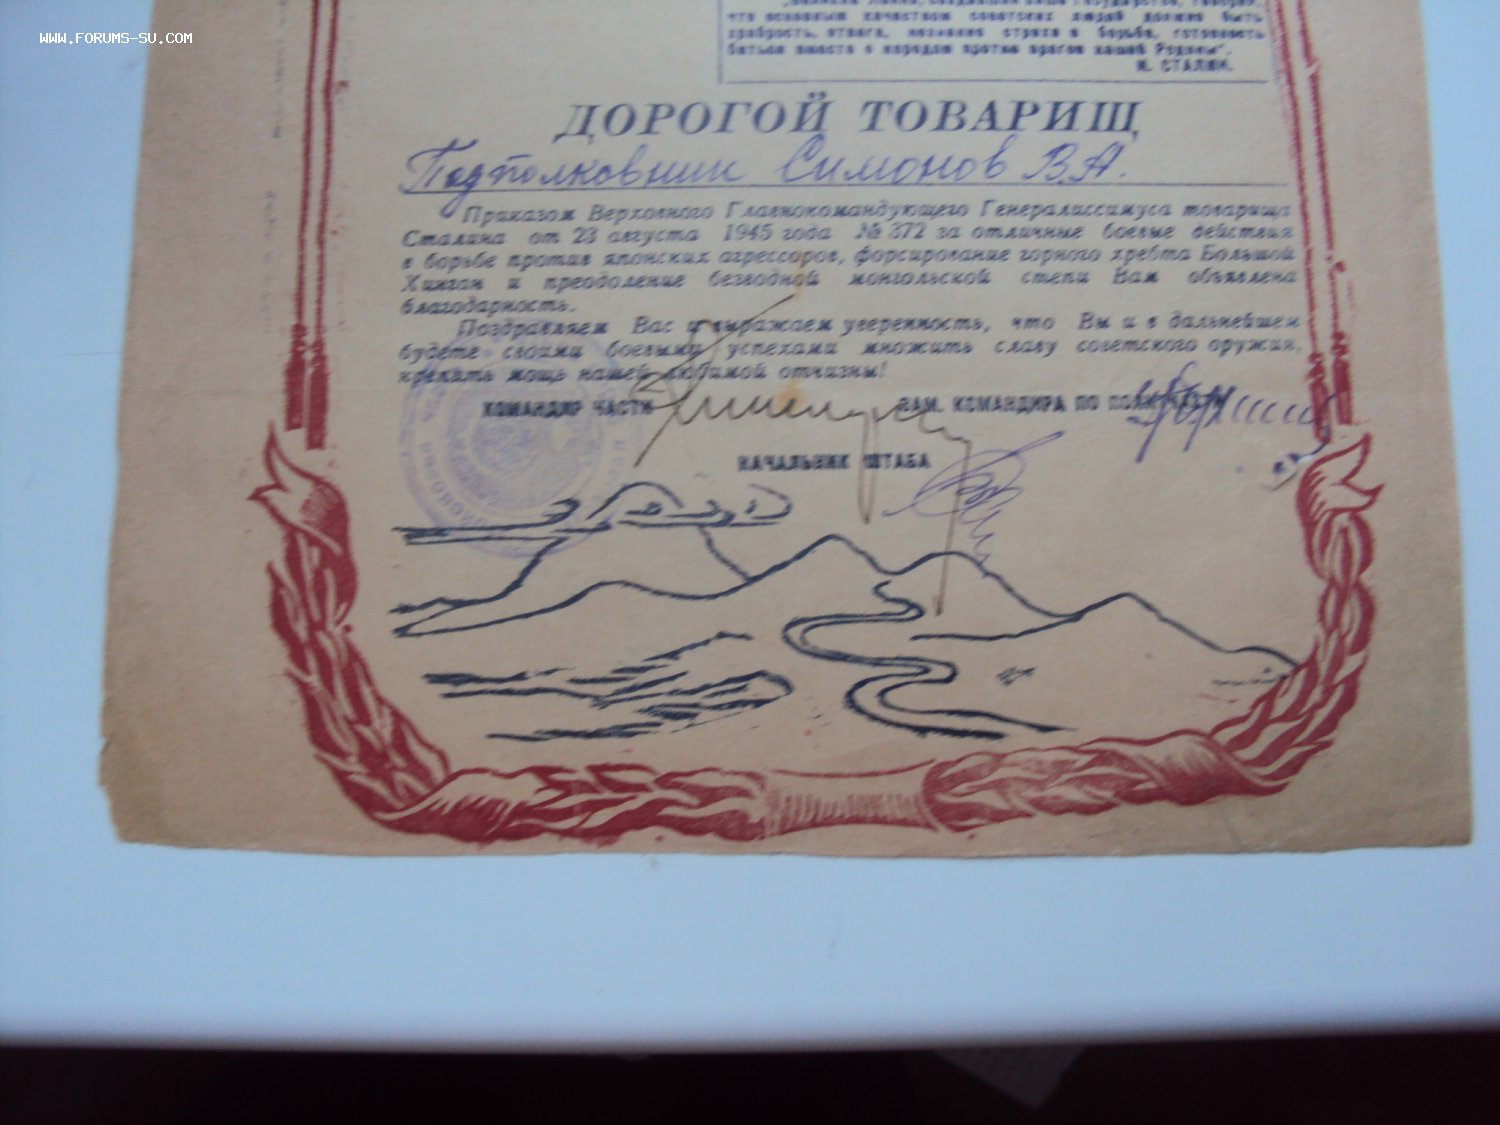 WWW.FORUMS-SU.COM
что основным качеством советских людей должно быть
храбрость, отвага, незнание страха в борьбе, готовность
биться вместе с народом против врагов нашей Родины".
И. СТАЛИН.
ДОРОГОЙ ТОВАРИЩ
Подполковник Симонов В.А.
Приказом Верховного Главнокомандующего Генералиссимуса товарища
Сталина от 23 августа 1945 года № 372 за отличные боевые действия
в борьбе против японских агрессоров, форсирование горного хребта Большой
Хинган и преодоление безводной монгольской степи Вам объявлена
благодарность.
Поздравляем Вас и выражаем уверенность, что Вы и в дальнейшем
будете своими боевыми успехами множить славу советского оружия,
крепить мощь нашей любимой отчизны!
КОМАНДИР ЧАСТИ ЗАМ. КОМАНДИРА ПО
НАЧАЛЬНИК ШТАБА